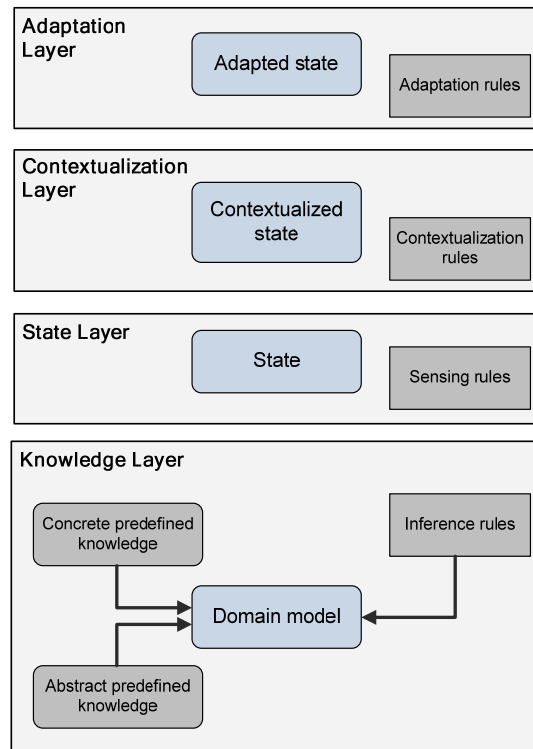 Adaptation
Layer
Adapted state
Adaptation rules
Contextualization
Layer
Contextualized
state
Contextualization
rules
State Layer
State
Sensing rules
Knowledge Layer
Concrete predefined
knowledge
Inference rules
Domain model
Abstract predefined
knowledge